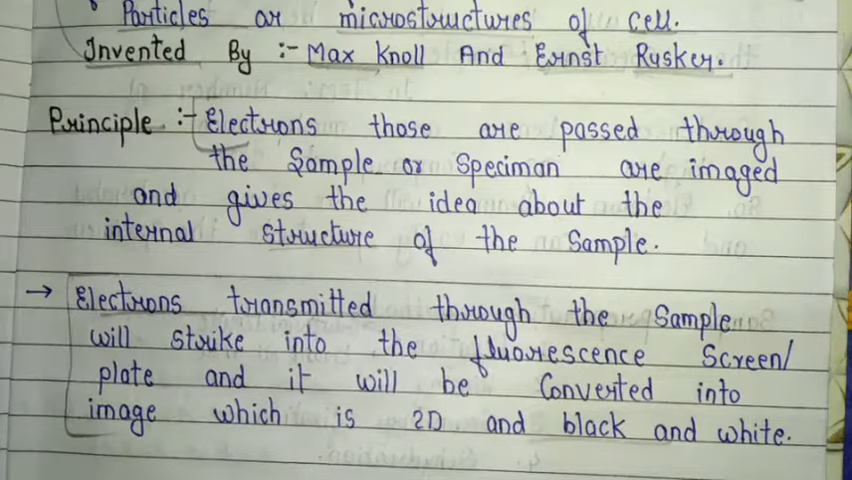 Particles or microstructures of cell.
Invented By :- Max Knoll And Ernst Rusker.
Principle :- Electrons those are passed through
the Sample or Speciman are imaged
and gives the idea about the
internal structure of the Sample.
→ Electrons transmitted through the Sample
will strike into the fluorescence Screen/
plate and it will be Converted into
image which is 2D and black and white.